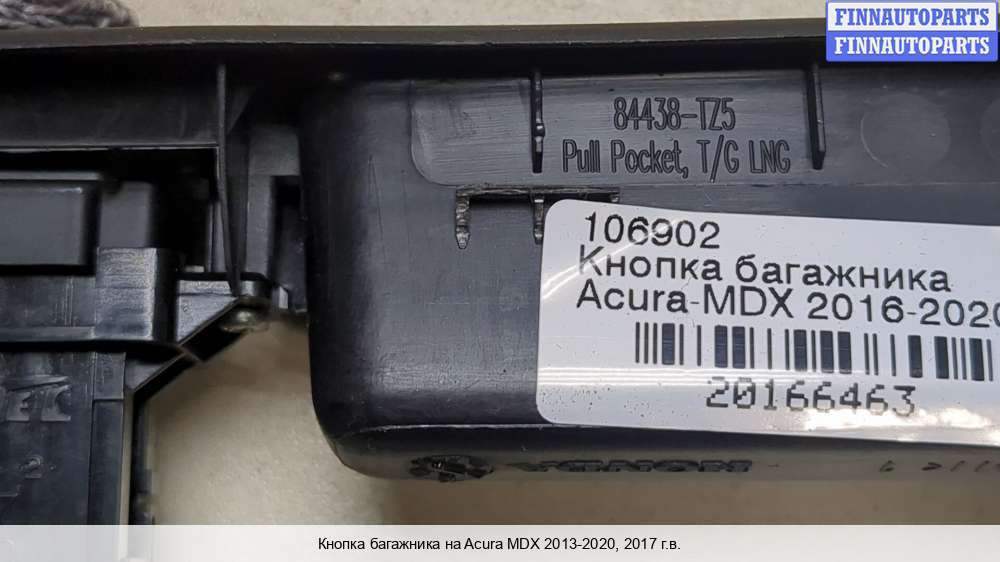 FINNAUTOPARTS
FINNAUTOPARTS
84438-TZ5
Pull Pocket, T/G LNG
106902
Кнопка багажника
Acura-MDX 2016-2020
20166463
HONDA
Кнопка багажника на Acura MDX 2013-2020, 2017 г.в.